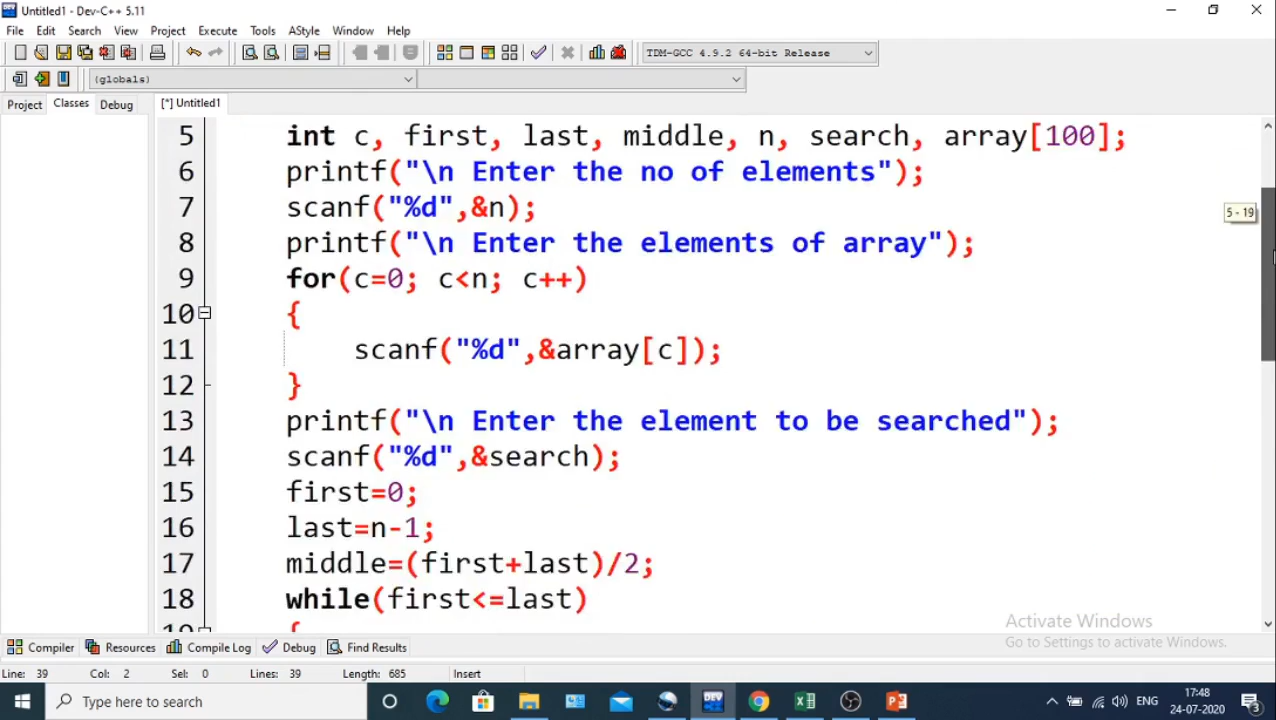 Untitled1 - Dev-C++ 5.11
File Edit Search View Project Execute Tools AStyle Window Help
TDM-GCC 4.9.2 64-bit Release
(globals)
Project Classes Debug [*] Untitled1
5 int c, first, last, middle, n, search, array[100];
6 printf("\n Enter the no of elements");
7 scanf("%d",&n);
5 - 19
8 printf("\n Enter the elements of array");
9 for(c=0; c<n; c++)
10 {
11 scanf("%d",&array[c]);
12 }
13 printf("\n Enter the element to be searched");
14 scanf("%d",&search);
15 first=0;
16 last=n-1;
17 middle=(first+last)/2;
18 while(first<=last)
19 {
Activate Windows
Go to Settings to activate Windows.
Compiler Resources Compile Log Debug Find Results
Line: 39 Col: 2 Sel: 0 Lines: 39 Length: 685 Insert
Type here to search
DEV
ENG
17:48
24-07-2020
3